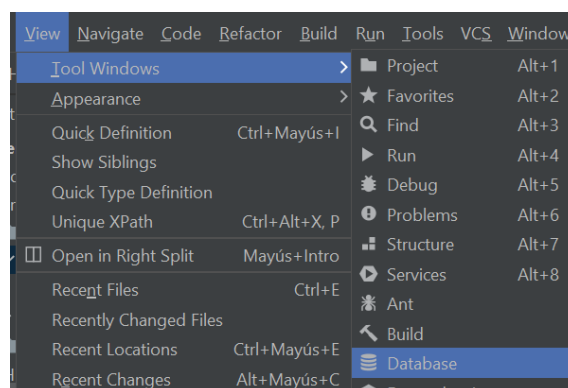 View Navigate Code Refactor Build Run Tools VCS Window
Tool Windows
Appearance
Quick Definition Ctrl+Mayús+I
Show Siblings
Quick Type Definition
Unique XPath Ctrl+Alt+X, P
Open in Right Split Mayús+Intro
Recent Files Ctrl+E
Recently Changed Files
Recent Locations Ctrl+Mayús+E
Recent Changes Alt+Mayús+C
Project Alt+1
Favorites Alt+2
Find Alt+3
Run Alt+4
Debug Alt+5
Problems Alt+6
Structure Alt+7
Services Alt+8
Ant
Build
Database